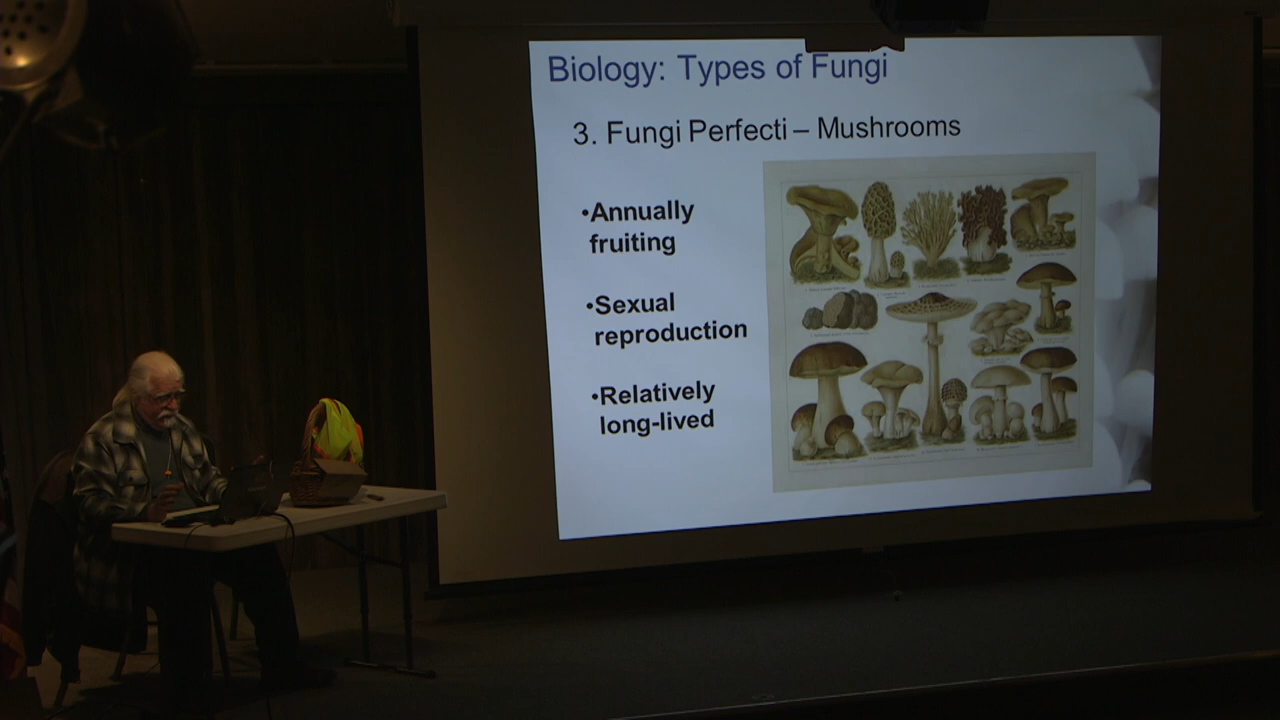 Biology: Types of Fungi
3. Fungi Perfecti – Mushrooms
•Annually
fruiting
•Sexual
reproduction
•Relatively
long-lived